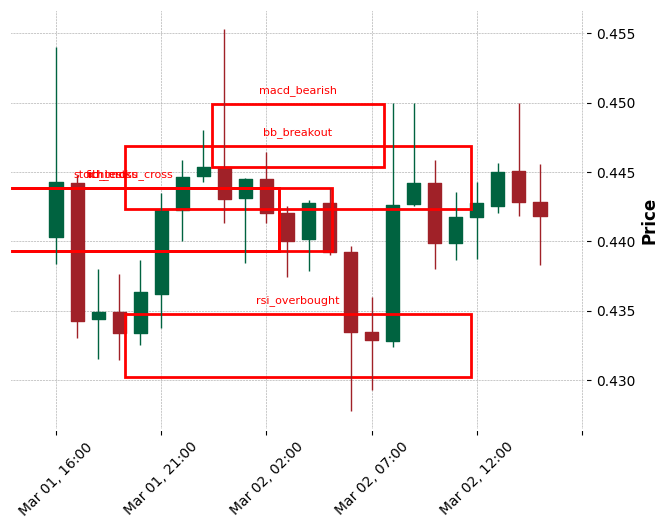 0.455
macd_bearish
0.450
bb_breakout
0.445
0.440
Price
rsi_overbought
0.435
0.430
Mar 01, 16:00
Mar 01, 21:00
Mar 02, 02:00
Mar 02, 07:00
Mar 02, 12:00